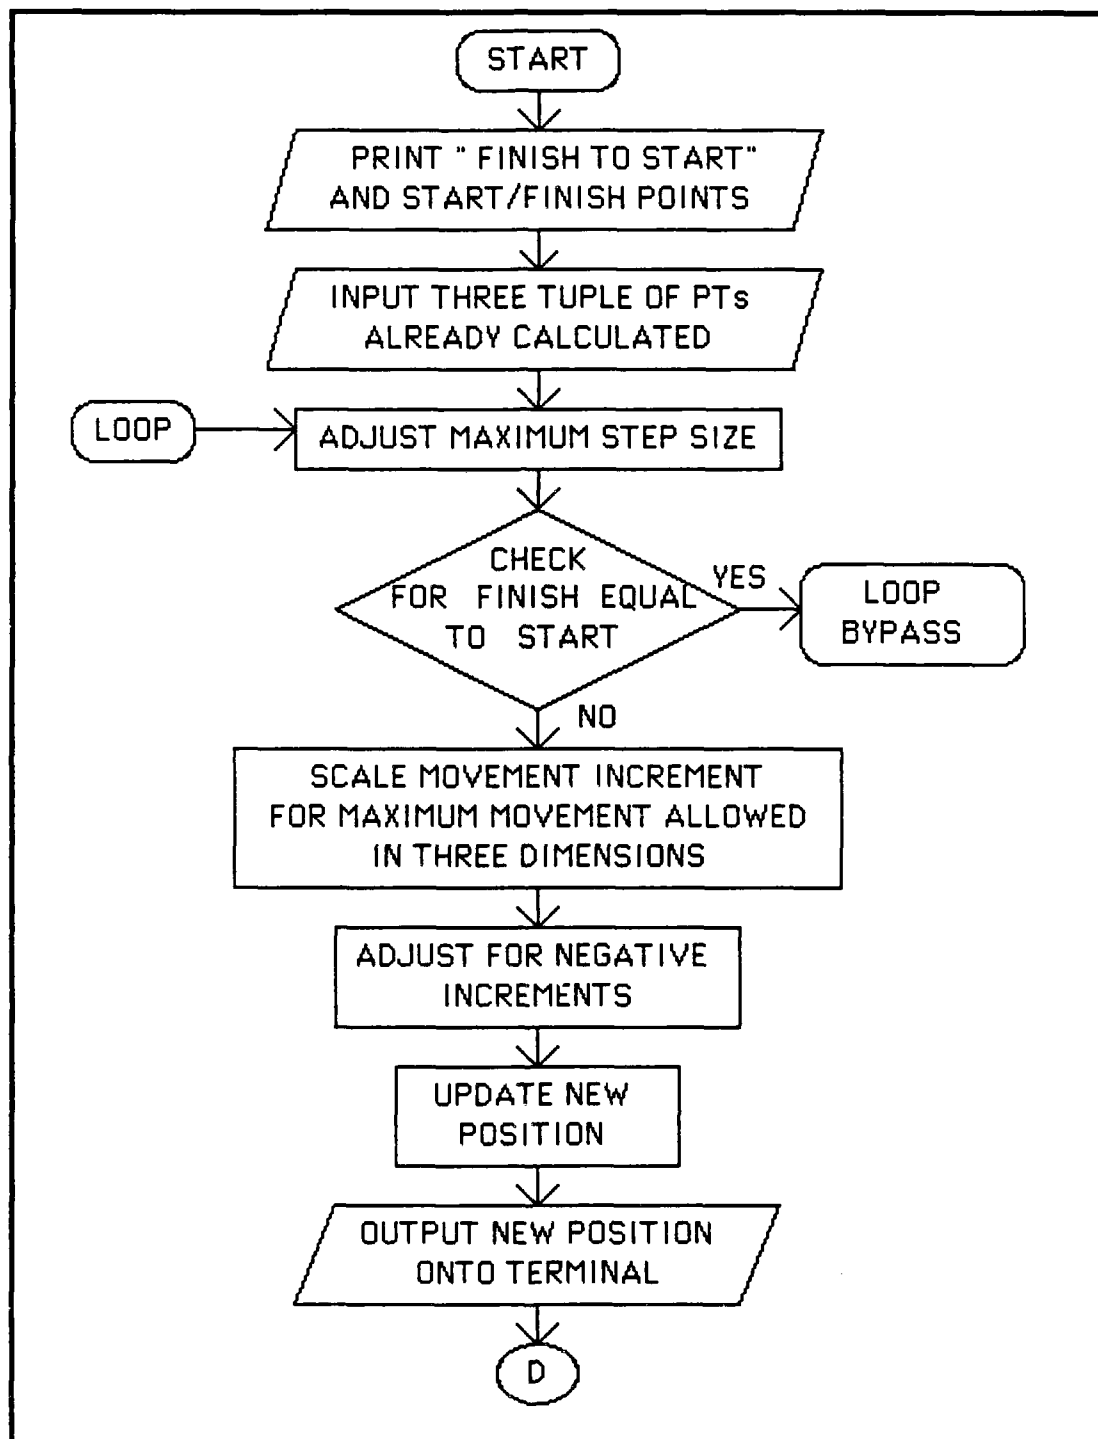 START
PRINT " FINISH TO START"
AND START/FINISH POINTS
INPUT THREE TUPLE OF PTs
ALREADY CALCULATED
LOOP
ADJUST MAXIMUM STEP SIZE
CHECK
FOR FINISH EQUAL
TO START
YES
LOOP
BYPASS
NO
SCALE MOVEMENT INCREMENT
FOR MAXIMUM MOVEMENT ALLOWED
IN THREE DIMENSIONS
ADJUST FOR NEGATIVE
INCREMENTS
UPDATE NEW
POSITION
OUTPUT NEW POSITION
ONTO TERMINAL
D